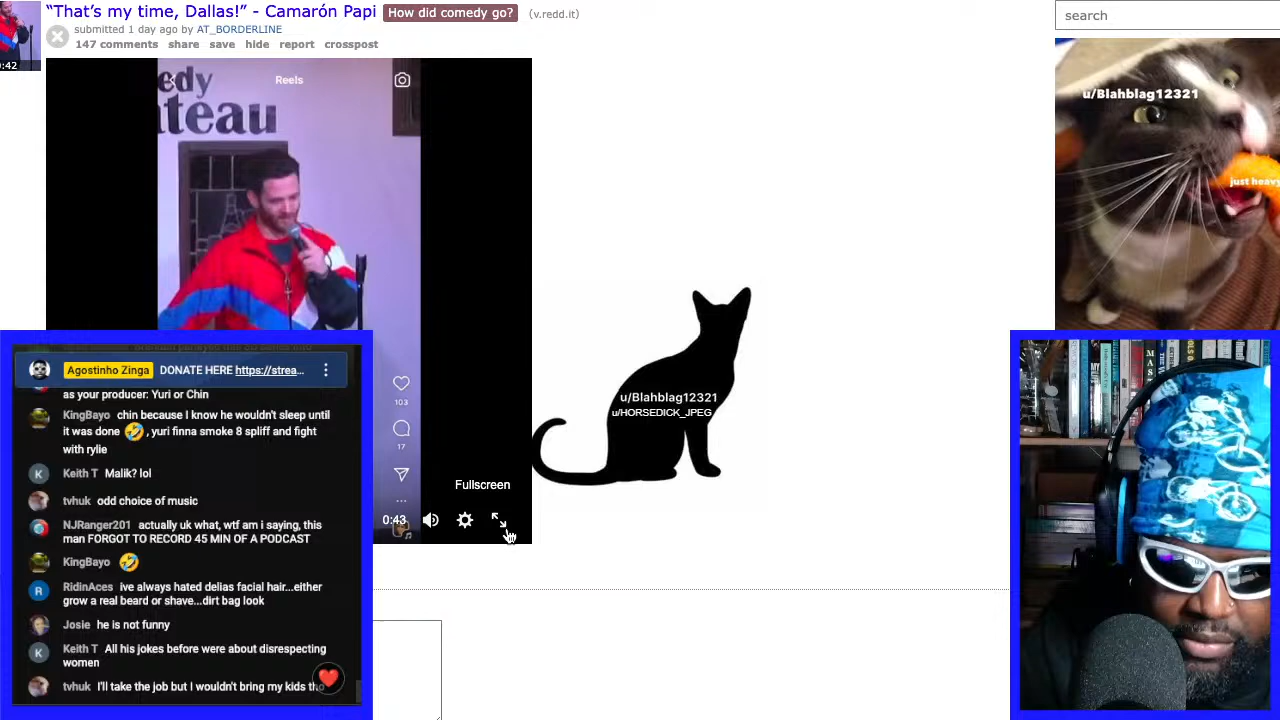 “That’s my time, Dallas!” - Camarón Papi How did comedy go? (v.redd.it)
submitted 1 day ago by AT_BORDERLINE
147 comments share save hide report crosspost
0:42
search
Reels
edy
ateau
u/Blahblag12321
just heavy
u/Blahblag12321
u/HORSEDICK_JPEG
103
17
Fullscreen
0:43
Agostinho Zinga DONATE HERE https://strea...
as your producer: Yuri or Chin
KingBayo chin because I know he wouldn't sleep until
it was done 🤣, yuri finna smoke 8 spliff and fight
with rylie
K Keith T Malik? lol
tvhuk odd choice of music
NJRanger201 actually uk what, wtf am i saying, this
man FORGOT TO RECORD 45 MIN OF A PODCAST
KingBayo 🤣
R RidinAces ive always hated delias facial hair...either
grow a real beard or shave...dirt bag look
Josie he is not funny
K Keith T All his jokes before were about disrespecting
women
tvhuk I'll take the job but I wouldn't bring my kids tho